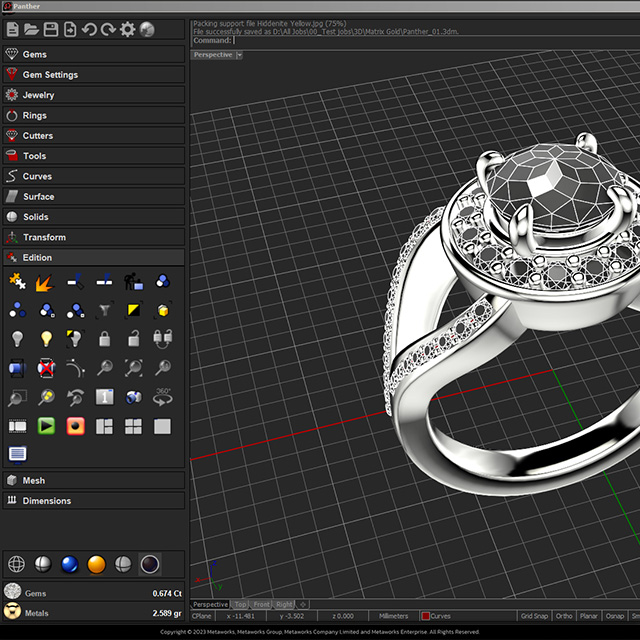 Panther
Packing support file Hiddenite Yellow.jpg (75%)
File successfully saved as D:\All Jobs\00_Test jobs\3D\Matrix Gold\Panther_01.3dm.
Command:
Perspective
Gems
Gem Settings
Jewelry
Rings
Cutters
Tools
Curves
Surface
Solids
Transform
Edition
360°
Mesh
Dimensions
Gems 0.674 Ct
Metals 2.589 gr
z
y
Perspective Top Front Right
CPlane x -11.481 y -3.502 z 0.000 Millimeters Curves Grid Snap Ortho Planar Osnap
Copyright © 2023 Metaworks, Metaworks Group, Metaworks Company Limited and Metaworks Enterprise. All Rights Reserved.